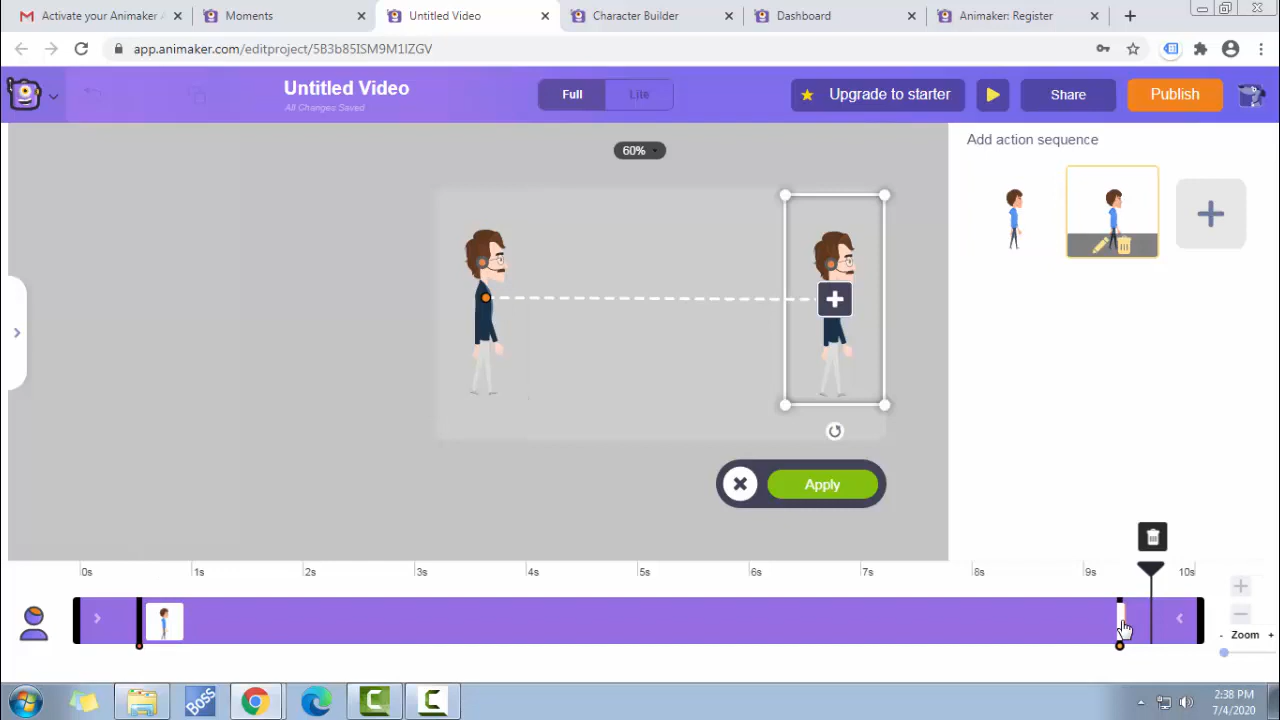 Activate your Animaker
Moments
Untitled Video
Character Builder
Dashboard
Animaker: Register
app.animaker.com/editproject/5B3b85ISM9M1IZGV
Untitled Video
All Changes Saved
Full
Lite
Upgrade to starter
Share
Publish
60%
Add action sequence
Apply
0s 1s 2s 3s 4s 5s 6s 7s 8s 9s 10s
- Zoom +
BOSS
2:38 PM
7/4/2020